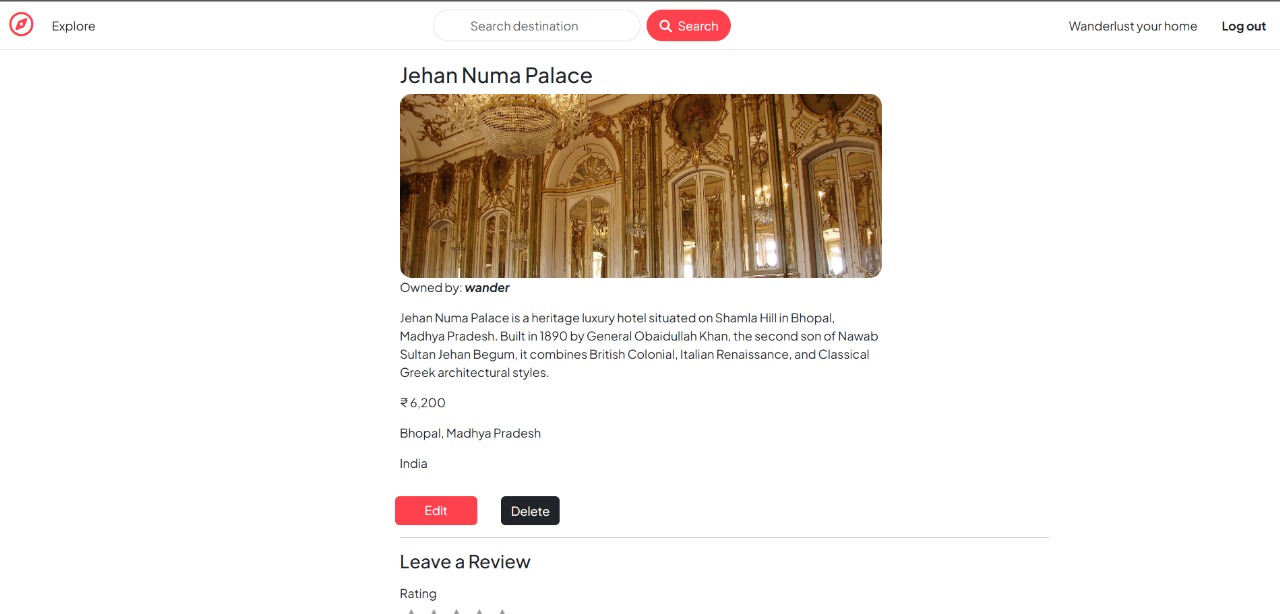 Explore
Search destination
Search
Wanderlust your home
Log out
Jehan Numa Palace
Owned by: wander
Jehan Numa Palace is a heritage luxury hotel situated on Shamla Hill in Bhopal,
Madhya Pradesh. Built in 1890 by General Obaidullah Khan, the second son of Nawab
Sultan Jehan Begum, it combines British Colonial, Italian Renaissance, and Classical
Greek architectural styles.
₹ 6,200
Bhopal, Madhya Pradesh
India
Edit
Delete
Leave a Review
Rating